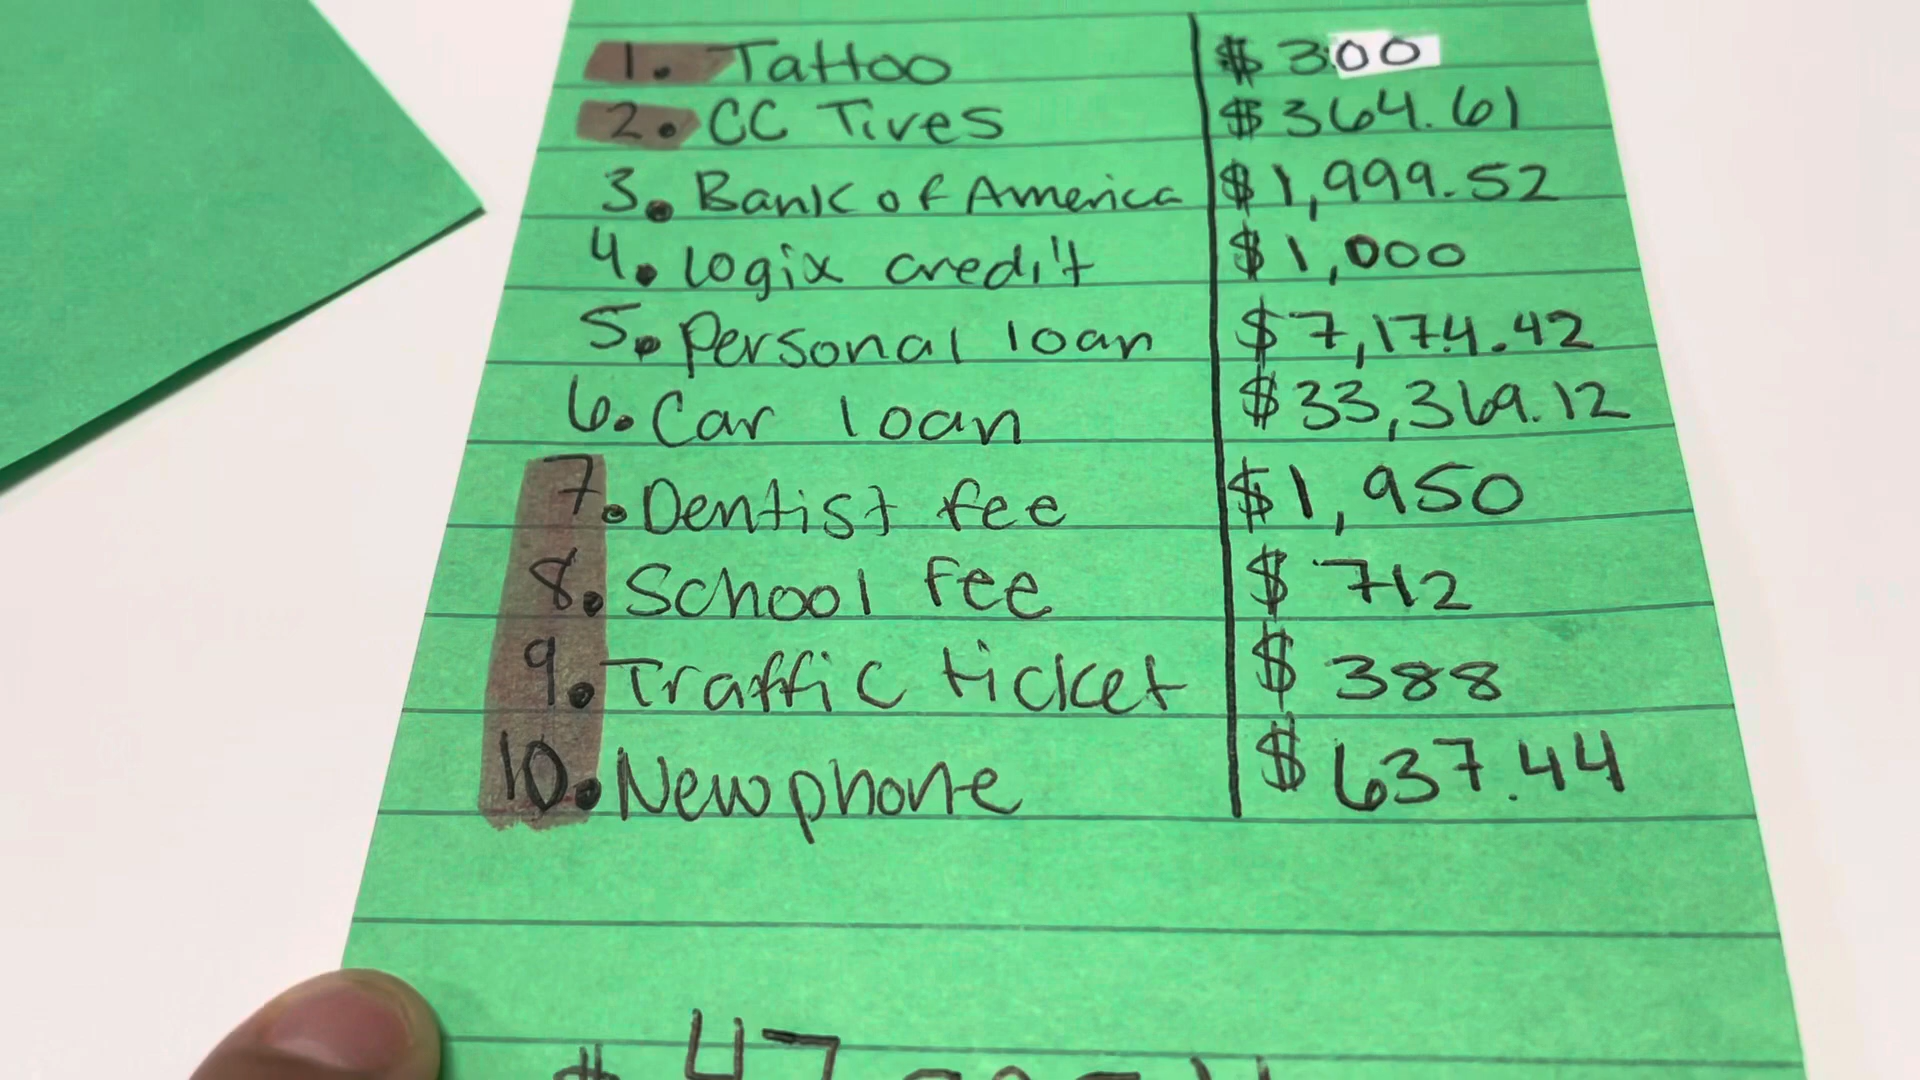 1. Tattoo $ 300
2. CC Tires $ 364.61
3. Bank of America $ 1,999.52
4. Logix credit $ 1,000
5. Personal loan $ 7,174.42
6. Car loan $ 33,369.12
7. Dentist fee $ 1,950
8. School fee $ 712
9. Traffic ticket $ 388
10. New phone $ 637.44